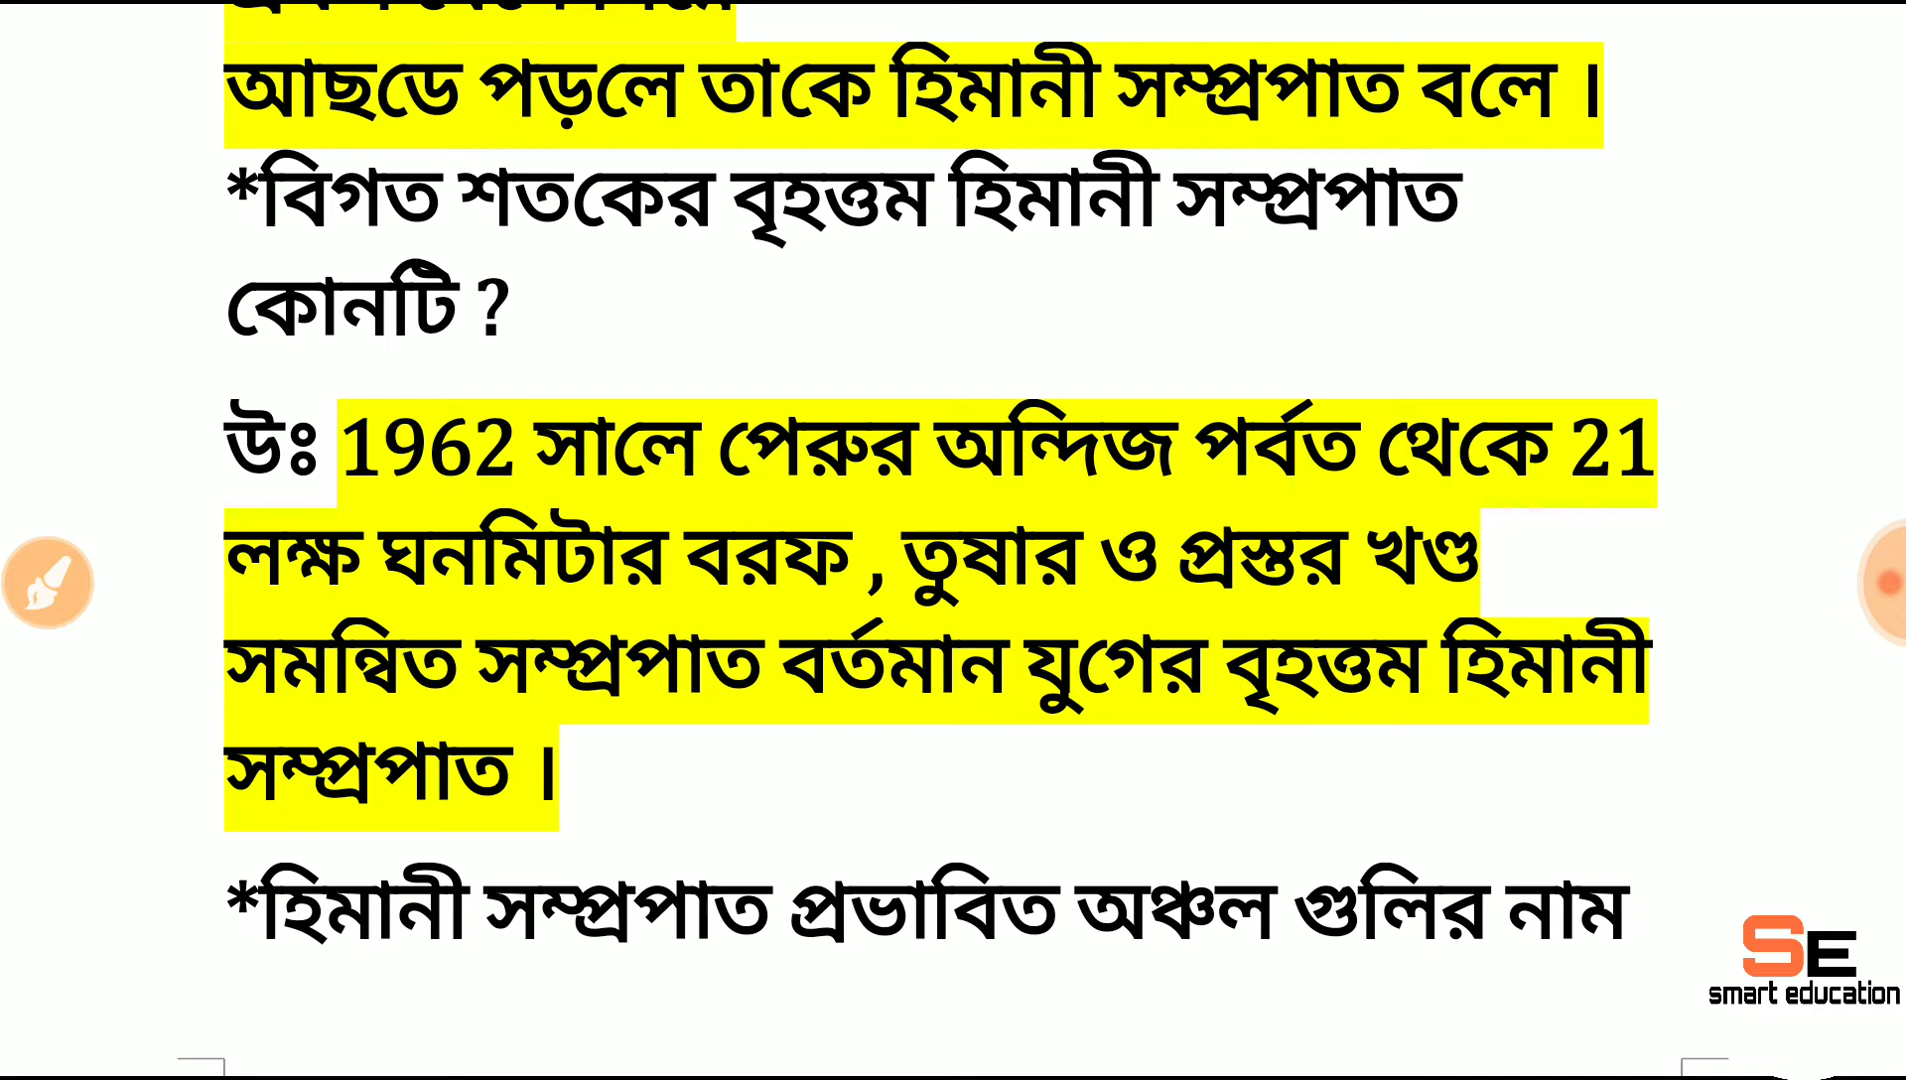 আছডে পড়লে তাকে হিমানী সম্প্রপাত বলে ।
*বিগত শতকের বৃহত্তম হিমানী সম্প্রপাত
কোনটি ?
উঃ 1962 সালে পেরুর অন্দিজ পর্বত থেকে 21
লক্ষ ঘনমিটার বরফ , তুষার ও প্রস্তর খণ্ড
সমন্বিত সম্প্রপাত বর্তমান যুগের বৃহত্তম হিমানী
সম্প্রপাত ।
*হিমানী সম্প্রপাত প্রভাবিত অঞ্চল গুলির নাম
SE
smart education